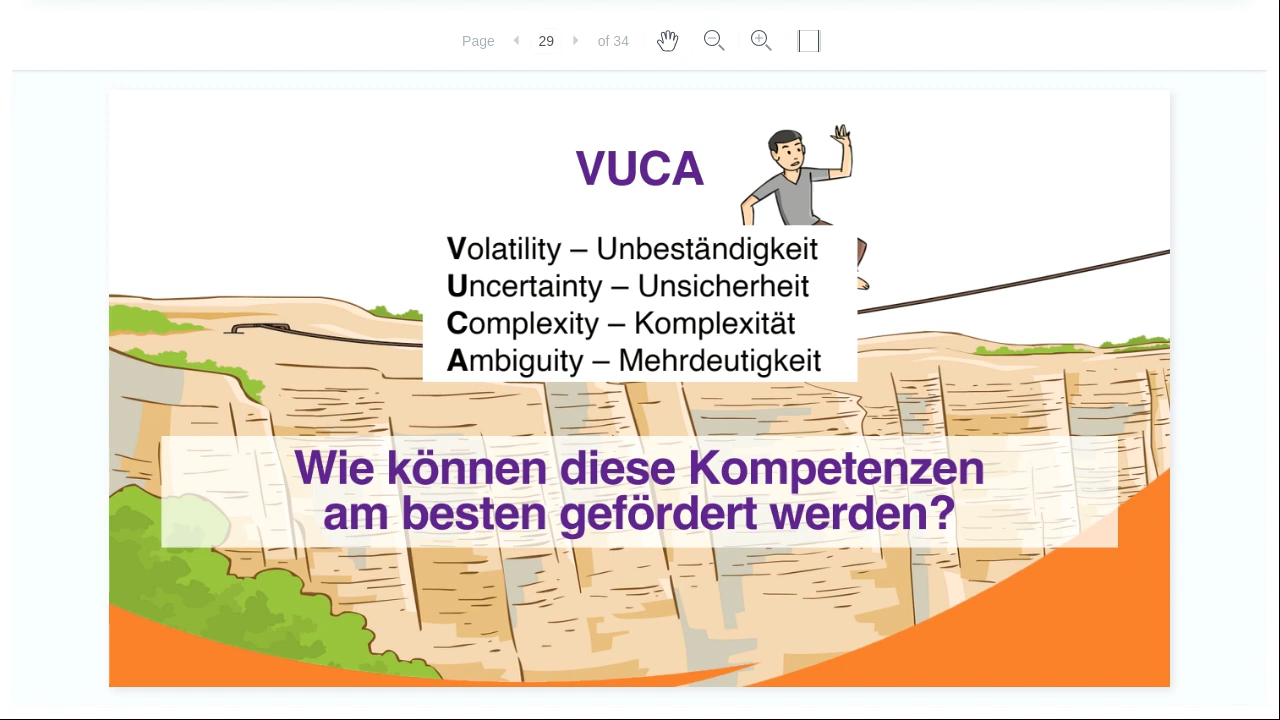 Page 29 of 34
VUCA
Volatility – Unbeständigkeit
Uncertainty – Unsicherheit
Complexity – Komplexität
Ambiguity – Mehrdeutigkeit
Wie können diese Kompetenzen
am besten gefördert werden?